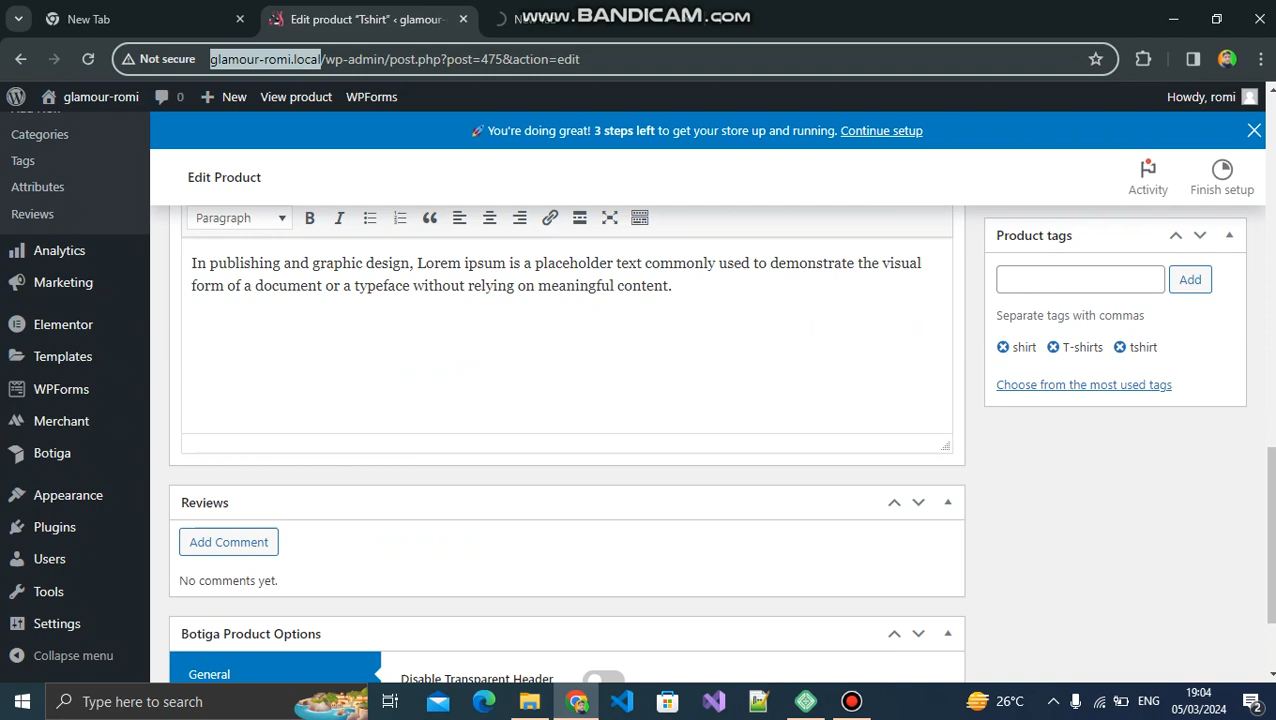 New Tab
Edit product "Tshirt" ‹ glamour-
N
www.BANDICAM.com
Not secure
glamour-romi.local/wp-admin/post.php?post=475&action=edit
glamour-romi
0
New
View product
WPForms
Howdy, romi
Categories
Tags
Attributes
Reviews
Analytics
Marketing
Elementor
Templates
WPForms
Merchant
Botiga
Appearance
Plugins
Users
Tools
Settings
Collapse menu
🚀 You're doing great! 3 steps left to get your store up and running. Continue setup
Edit Product
Activity
Finish setup
Paragraph
In publishing and graphic design, Lorem ipsum is a placeholder text commonly used to demonstrate the visual
form of a document or a typeface without relying on meaningful content.
Product tags
Add
Separate tags with commas
shirt
T-shirts
tshirt
Choose from the most used tags
Reviews
Add Comment
No comments yet.
Botiga Product Options
General
Disable Transparent Header
Type here to search
26°C
ENG
19:04
05/03/2024
2